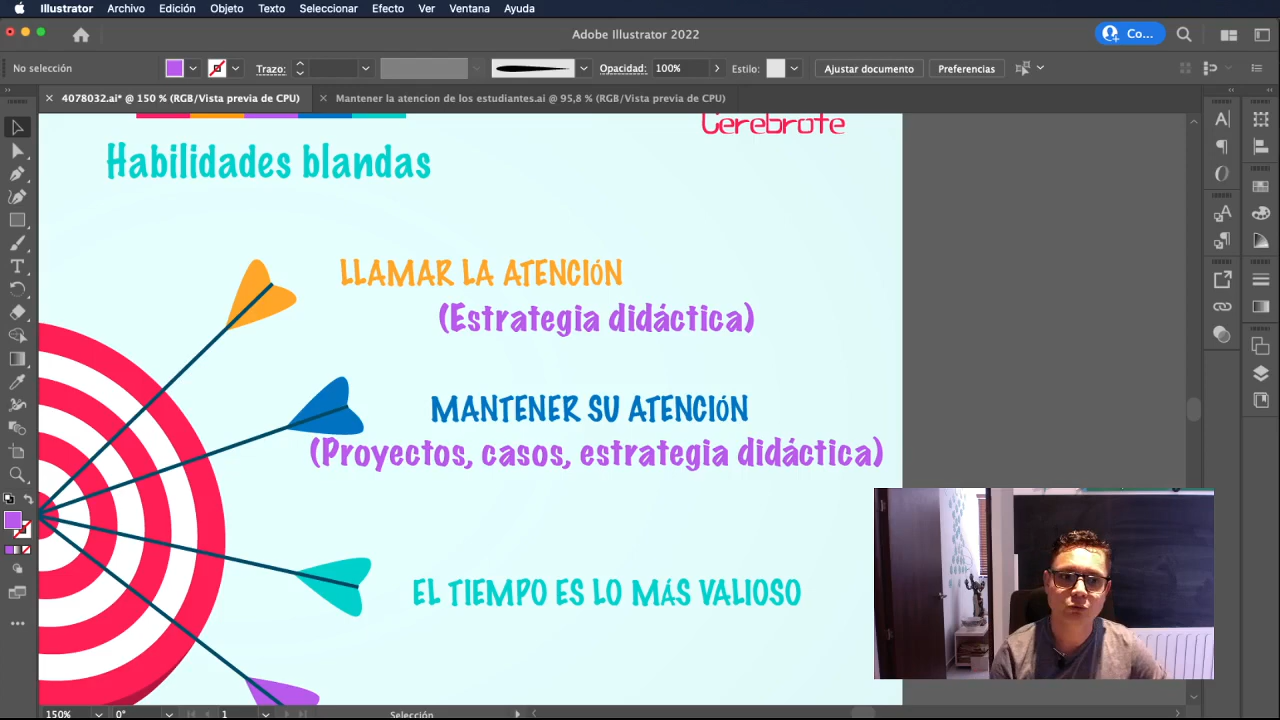 Illustrator Archivo Edición Objeto Texto Seleccionar Efecto Ver Ventana Ayuda
Adobe Illustrator 2022
Co...
No selección
Trazo:
Opacidad: 100%
Estilo:
Ajustar documento
Preferencias
4078032.ai* @ 150 % (RGB/Vista previa de CPU)
Mantener la atencion de los estudiantes.ai @ 95,8 % (RGB/Vista previa de CPU)
Cerebrote
Habilidades blandas
LLAMAR LA ATENCIÓN
(Estrategia didáctica)
MANTENER SU ATENCIÓN
(Proyectos, casos, estrategia didáctica)
EL TIEMPO ES LO MÁS VALIOSO
150% 0° 1 Selección